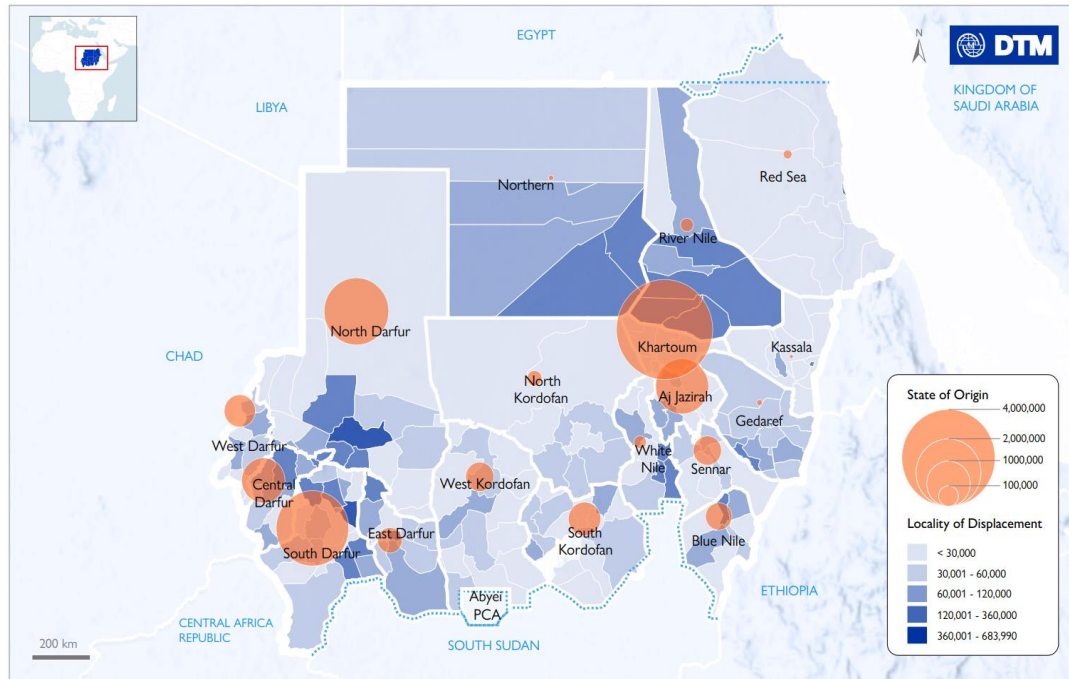 EGYPT
N
DTM
LIBYA
KINGDOM OF
SAUDI ARABIA
Red Sea
Northern
River Nile
North Darfur
Khartoum
CHAD
Kassala
North
Kordofan
Aj Jazirah
Gedaref
West Darfur
White
Nile
Sennar
Central
Darfur
West Kordofan
East Darfur
South
Kordofan
South Darfur
Blue Nile
Abyei
PCA
ETHIOPIA
CENTRAL AFRICA
REPUBLIC
SOUTH SUDAN
200 km
State of Origin
4,000,000
2,000,000
1000,000
100,000
Locality of Displacement
< 30,000
30,001 - 60,000
60,001 - 120,000
120,001 - 360,000
360,001 - 683,990